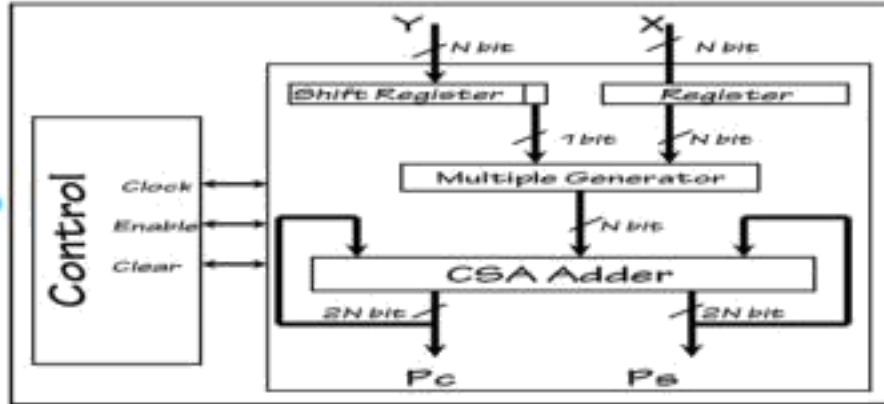 Y X
N bit N bit
Shift Register Register
1 bit N bit
Multiple Generator
Clock
Enable
Clear
Control
N bit
CSA Adder
2N bit 2N bit
Pc Ps